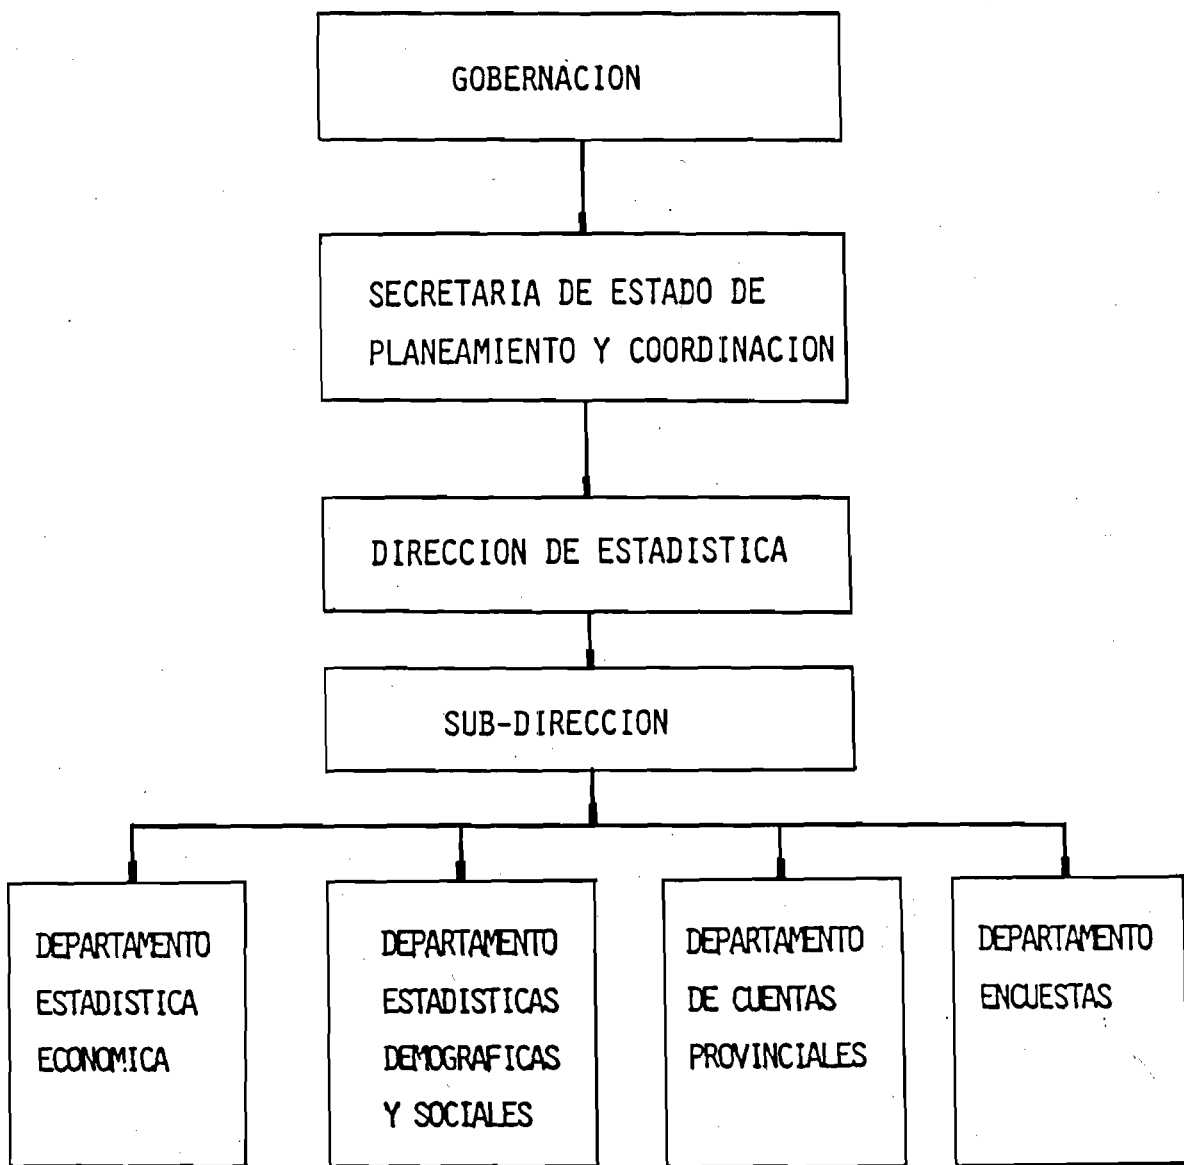 GOBERNACION
SECRETARIA DE ESTADO DE
PLANEAMIENTO Y COORDINACION
DIRECCION DE ESTADISTICA
SUB-DIRECCION
DEPARTAMENTO
ESTADISTICA
ECONOMICA
DEPARTAMENTO
ESTADISTICAS
DEMOGRAFICAS
Y SOCIALES
DEPARTAMENTO
DE CUENTAS
PROVINCIALES
DEPARTAMENTO
ENCUESTAS